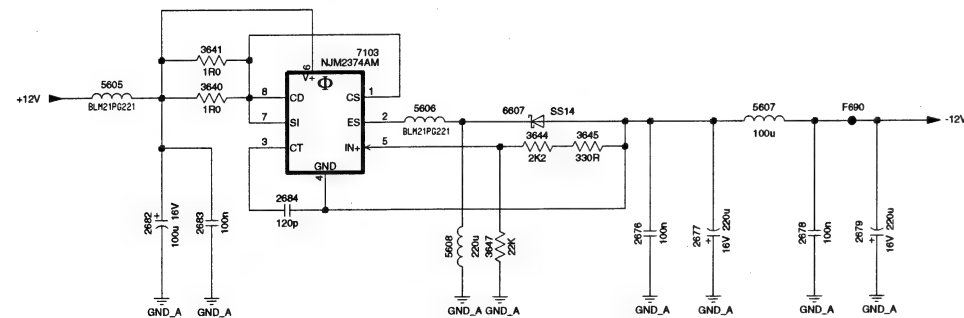 3641
1R0
3640
1R0
7103
NJM2374AM
6
V+
Φ
8 CD
7 SI
3 CT
CS 1
ES 2
IN+ 5
GND
4
+12V
5605
BLM21PG221
5606
BLM21PG221
6607 SS14
3644
2K2
3645
330R
5607
100u
F690
-12V
2684
120p
2682
16V
100u
+
2683
100n
5608
220u
3647
22K
2676
100n
2677
220u
16V
+
2678
100n
2679
220u
16V
+
GND_A
GND_A
GND_A
GND_A
GND_A
GND_A
GND_A
GND_A